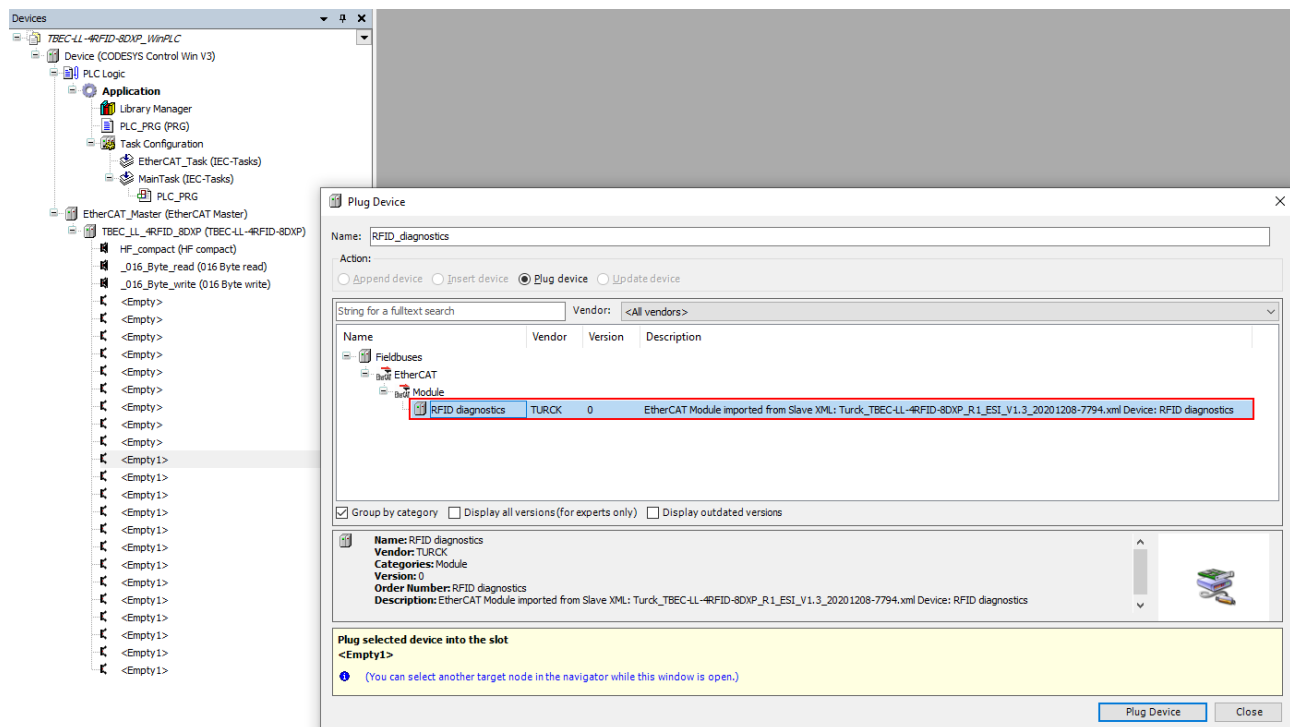 Devices
TBEC-LL-4RFID-8DXP_WinPLC
Device (CODESYS Control Win V3)
PLC Logic
Application
Library Manager
PLC_PRG (PRG)
Task Configuration
EtherCAT_Task (IEC-Tasks)
MainTask (IEC-Tasks)
PLC_PRG
EtherCAT_Master (EtherCAT Master)
TBEC_LL_4RFID_8DXP (TBEC-LL-4RFID-8DXP)
HF_compact (HF compact)
_016_Byte_read (016 Byte read)
_016_Byte_write (016 Byte write)
<Empty>
<Empty>
<Empty>
<Empty>
<Empty>
<Empty>
<Empty>
<Empty>
<Empty>
<Empty1>
<Empty1>
<Empty1>
<Empty1>
<Empty1>
<Empty1>
<Empty1>
<Empty1>
<Empty1>
<Empty1>
<Empty1>
<Empty1>
<Empty1>
Plug Device
Name: RFID_diagnostics
Action:
Append device Insert device Plug device Update device
String for a fulltext search Vendor: <All vendors>
Name Vendor Version Description
Fieldbuses
EtherCAT
Module
RFID diagnostics TURCK 0 EtherCAT Module imported from Slave XML: Turck_TBEC-LL-4RFID-8DXP_R1_ESI_V1.3_20201208-7794.xml Device: RFID diagnostics
Group by category Display all versions (for experts only) Display outdated versions
Name: RFID diagnostics
Vendor: TURCK
Categories: Module
Version: 0
Order Number: RFID diagnostics
Description: EtherCAT Module imported from Slave XML: Turck_TBEC-LL-4RFID-8DXP_R1_ESI_V1.3_20201208-7794.xml Device: RFID diagnostics
Plug selected device into the slot
<Empty1>
(You can select another target node in the navigator while this window is open.)
Plug Device Close